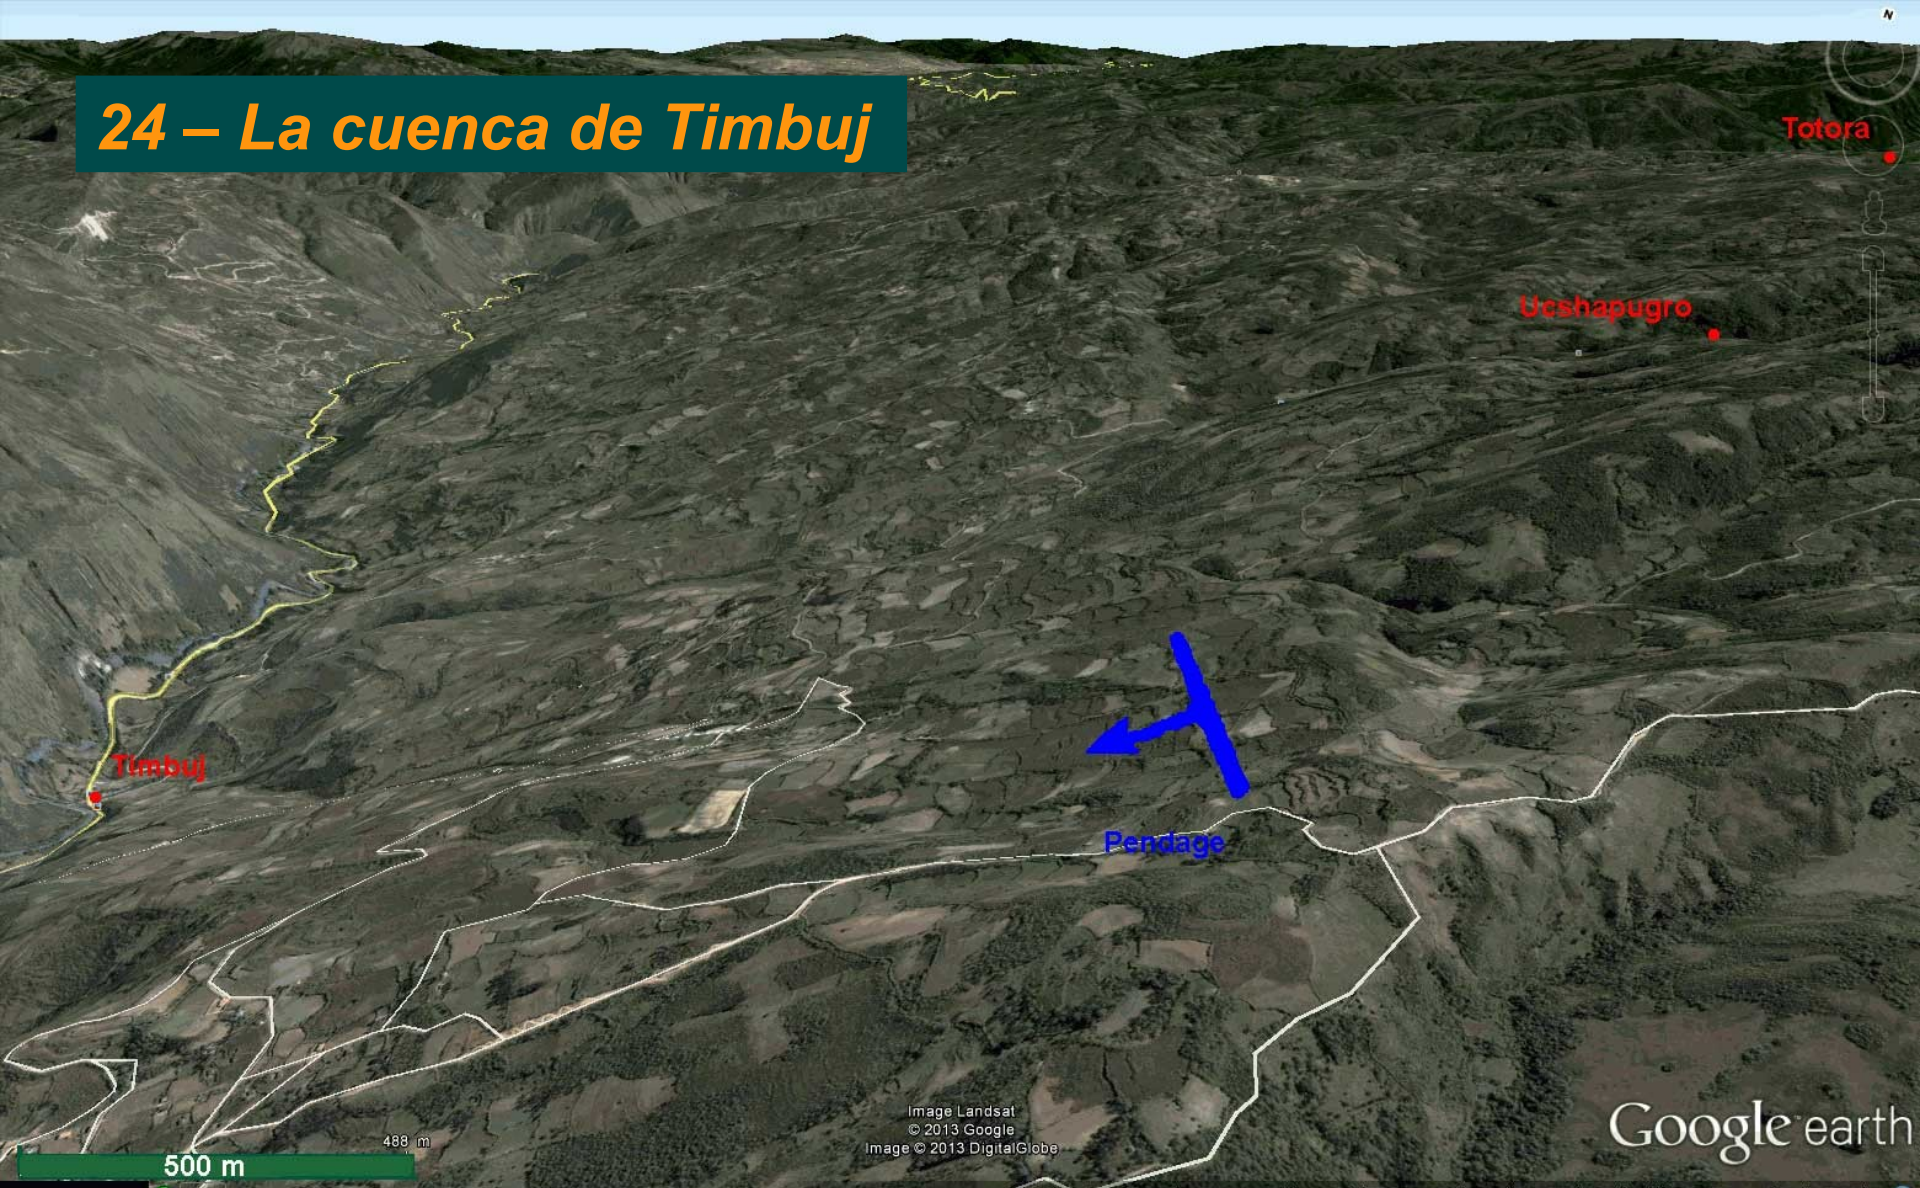 N
24 – La cuenca de Timbuj
Totora
Ucshapugro
Timbuj
Pendage
Image Landsat
© 2013 Google
Image © 2013 DigitalGlobe
Google earth
488 m
500 m